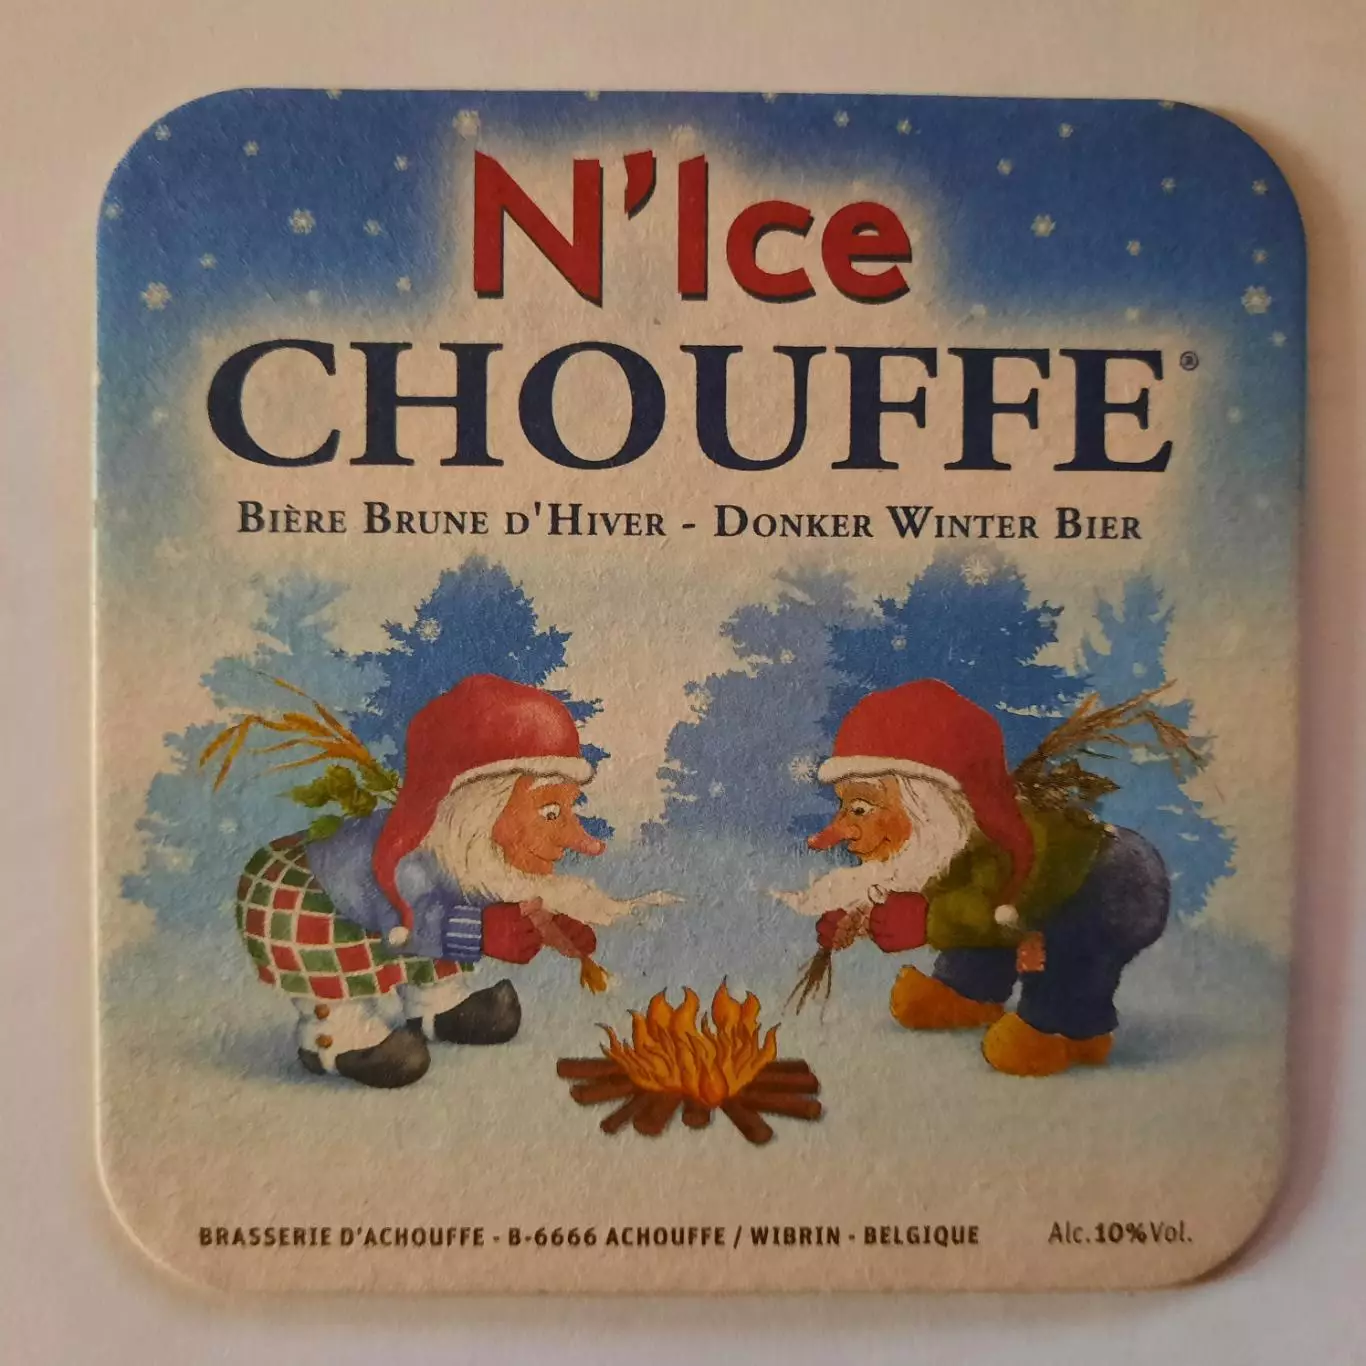 N'Ice
CHOUFFE®
BIÈRE BRUNE D'HIVER - DONKER WINTER BIER
BRASSERIE D'ACHOUFFE - B-6666 ACHOUFFE / WIBRIN - BELGIQUE Alc.10%Vol.